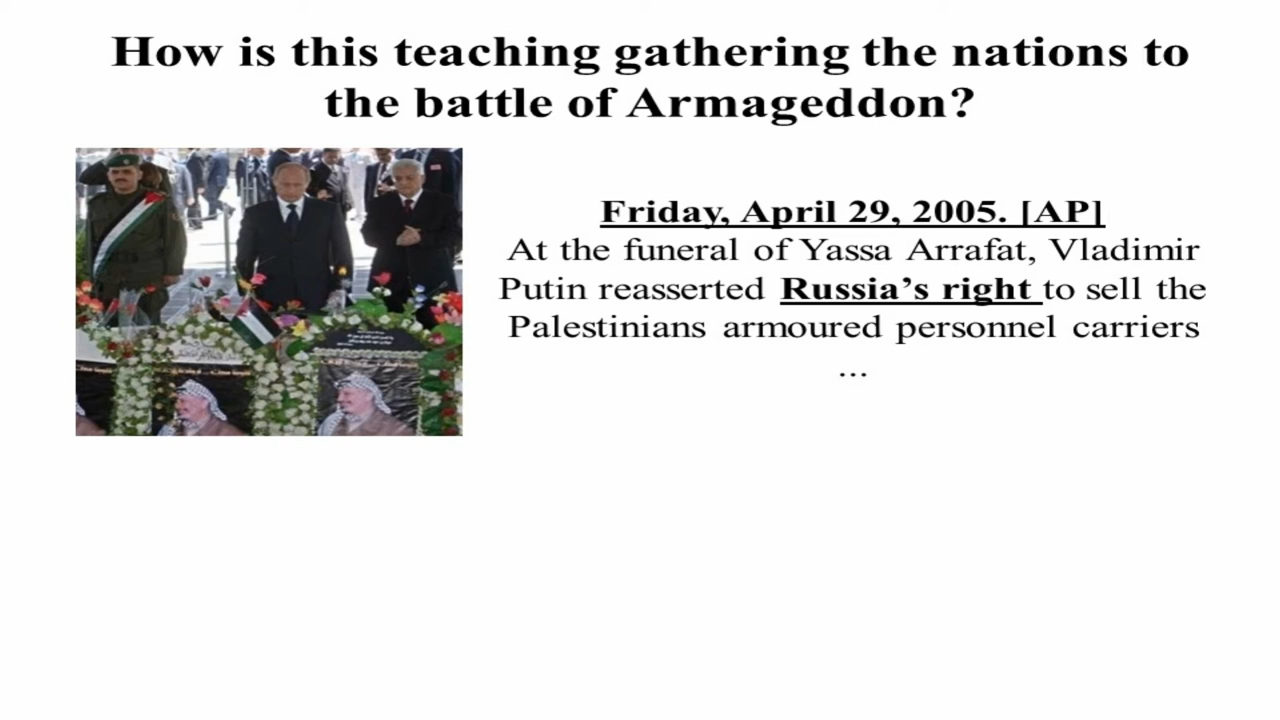 How is this teaching gathering the nations to
the battle of Armageddon?
Friday, April 29, 2005. [AP]
At the funeral of Yassa Arrafat, Vladimir
Putin reasserted Russia’s right to sell the
Palestinians armoured personnel carriers
...